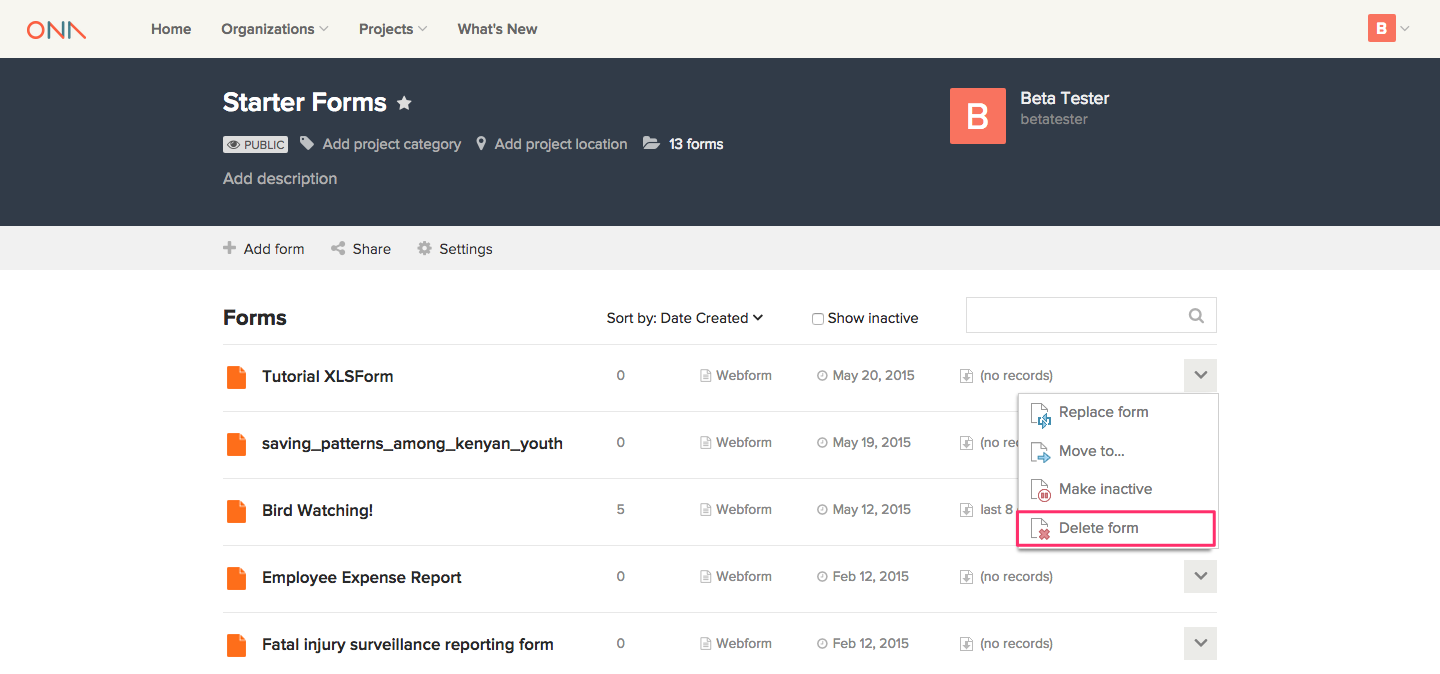 ONA Home Organizations Projects What's New B
Starter Forms
B
Beta Tester
betatester
PUBLIC Add project category Add project location 13 forms
Add description
Add form Share Settings
Forms Sort by: Date Created Show inactive
Tutorial XLSForm 0 Webform May 20, 2015 (no records)
Replace form
saving_patterns_among_kenyan_youth 0 Webform May 19, 2015 (no rec
Move to...
Make inactive
Bird Watching! 5 Webform May 12, 2015 last 8
Delete form
Employee Expense Report 0 Webform Feb 12, 2015 (no records)
Fatal injury surveillance reporting form 0 Webform Feb 12, 2015 (no records)